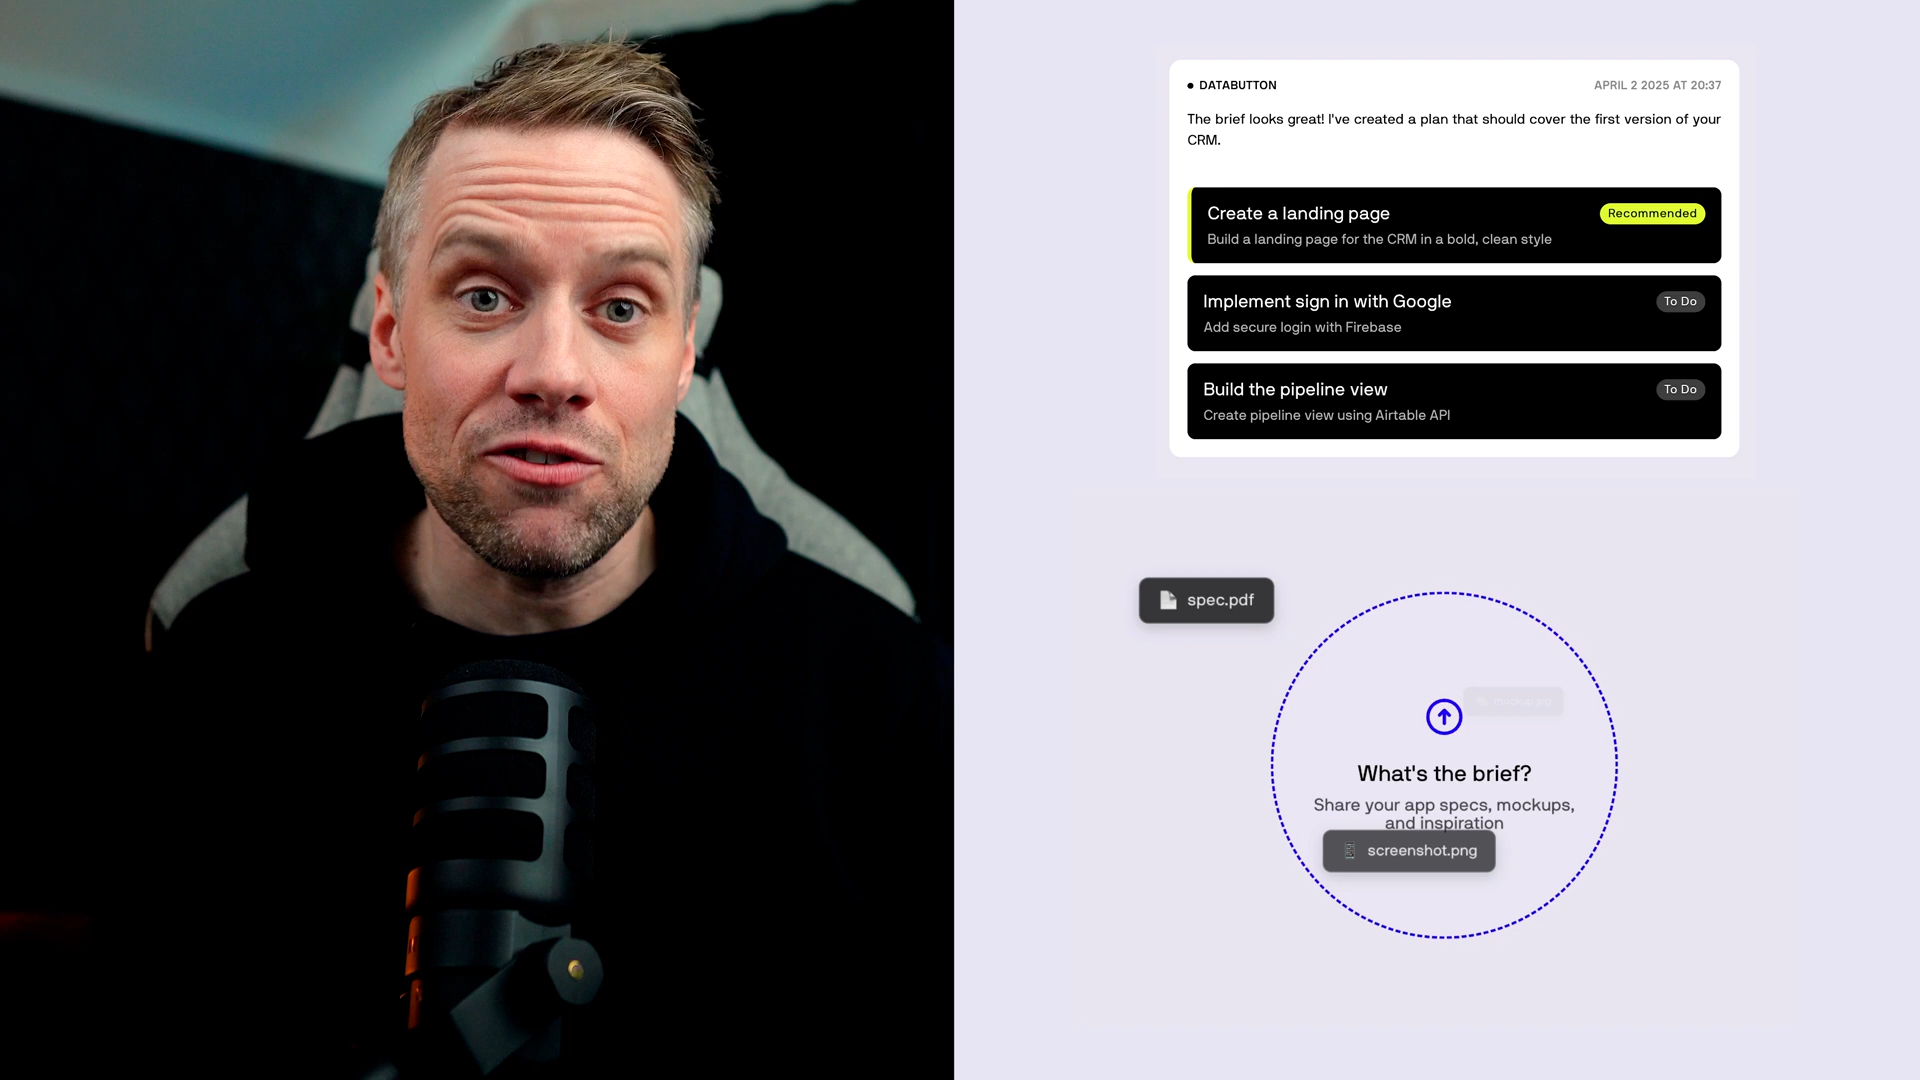 DATABUTTON
APRIL 2 2025 AT 20:37
The brief looks great! I've created a plan that should cover the first version of your
CRM.
Create a landing page
Recommended
Build a landing page for the CRM in a bold, clean style
Implement sign in with Google
To Do
Add secure login with Firebase
Build the pipeline view
To Do
Create pipeline view using Airtable API
spec.pdf
What's the brief?
Share your app specs, mockups,
and inspiration
screenshot.png